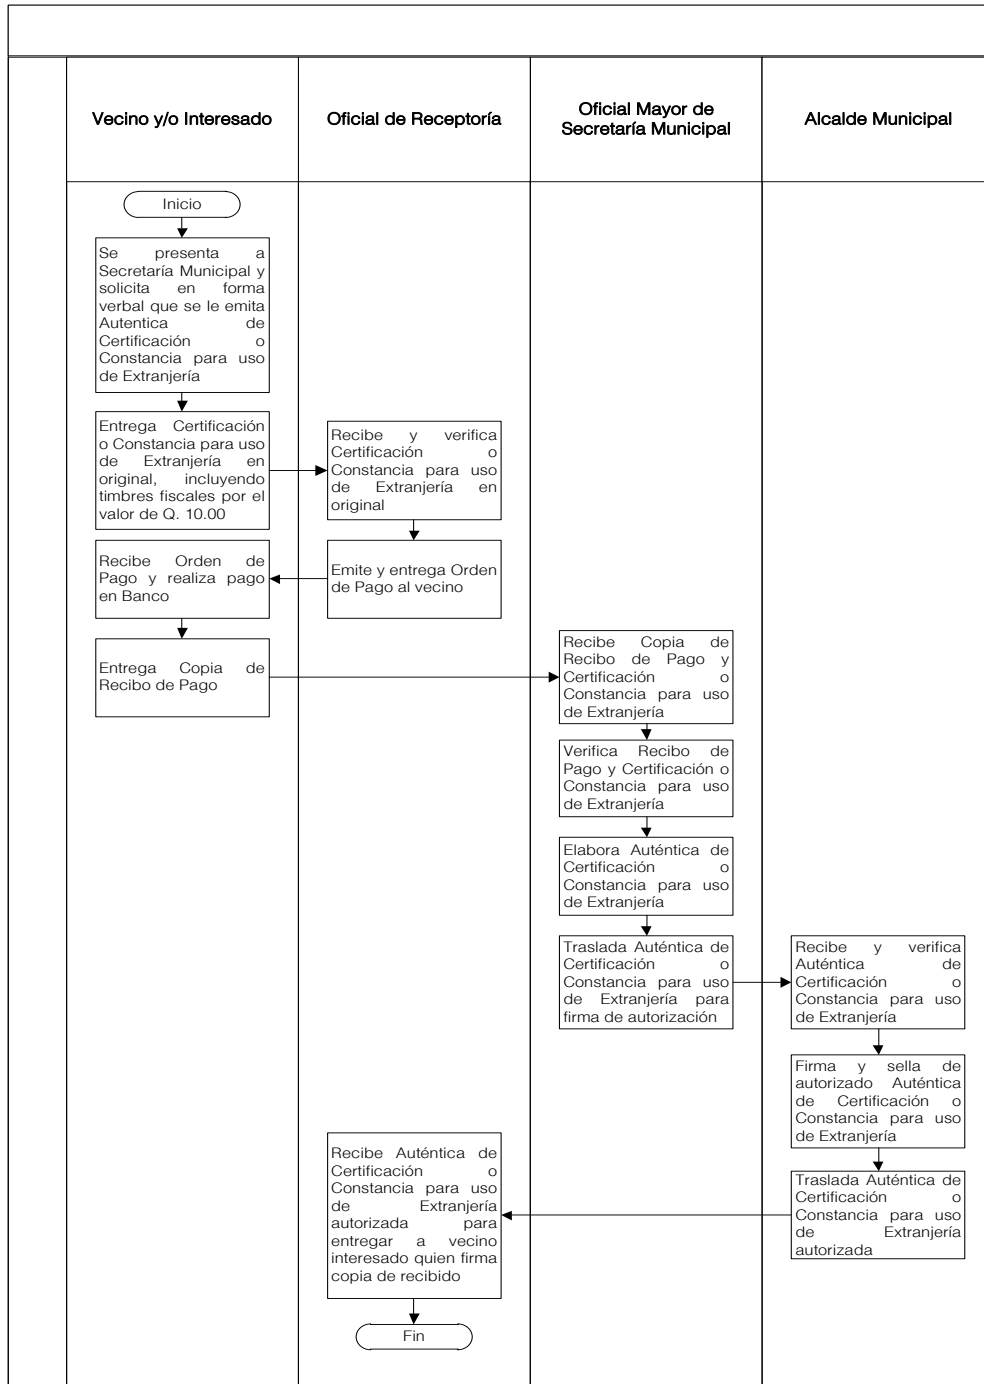 Vecino y/o Interesado
Oficial de Receptoría
Oficial Mayor de
Secretaría Municipal
Alcalde Municipal
Inicio
Se presenta a
Secretaría Municipal y
solicita en forma
verbal que se le emita
Autentica de
Certificación o
Constancia para uso
de Extranjería
Entrega Certificación
o Constancia para uso
de Extranjería en
original, incluyendo
timbres fiscales por el
valor de Q. 10.00
Recibe y verifica
Certificación o
Constancia para uso
de Extranjería en
original
Emite y entrega Orden
de Pago al vecino
Recibe Orden de
Pago y realiza pago
en Banco
Entrega Copia de
Recibo de Pago
Recibe Copia de
Recibo de Pago y
Certificación o
Constancia para uso
de Extranjería
Verifica Recibo de
Pago y Certificación o
Constancia para uso
de Extranjería
Elabora Auténtica de
Certificación o
Constancia para uso
de Extranjería
Traslada Auténtica de
Certificación o
Constancia para uso
de Extranjería para
firma de autorización
Recibe y verifica
Auténtica de
Certificación o
Constancia para uso
de Extranjería
Firma y sella de
autorizado Auténtica
de Certificación o
Constancia para uso de
Extranjería
Traslada Auténtica de
Certificación o
Constancia para uso
de Extranjería
autorizada
Recibe Auténtica de
Certificación o
Constancia para uso
de Extranjería
autorizada para
entregar a vecino
interesado quien firma
copia de recibido
Fin